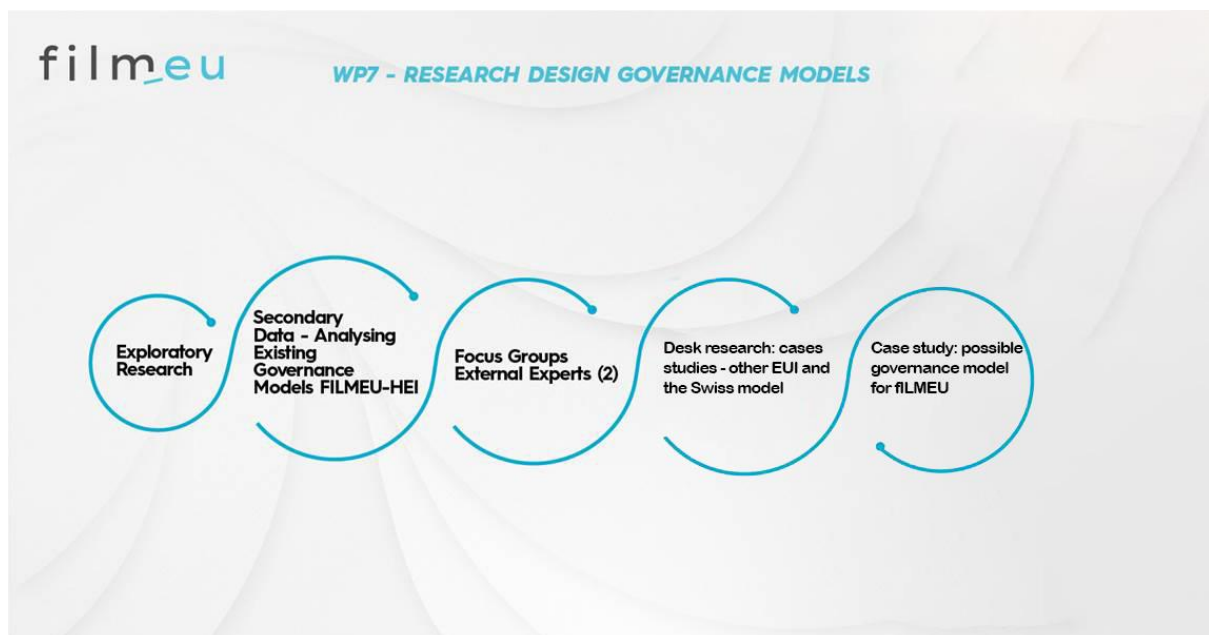 filmeu
WP7 - RESEARCH DESIGN GOVERNANCE MODELS
Exploratory
Research
Secondary
Data - Analysing
Existing
Governance
Models FILMEU-HEI
Focus Groups
External Experts (2)
Desk research: cases
studies - other EUI and
the Swiss model
Case study: possible
governance model
for fILMEU